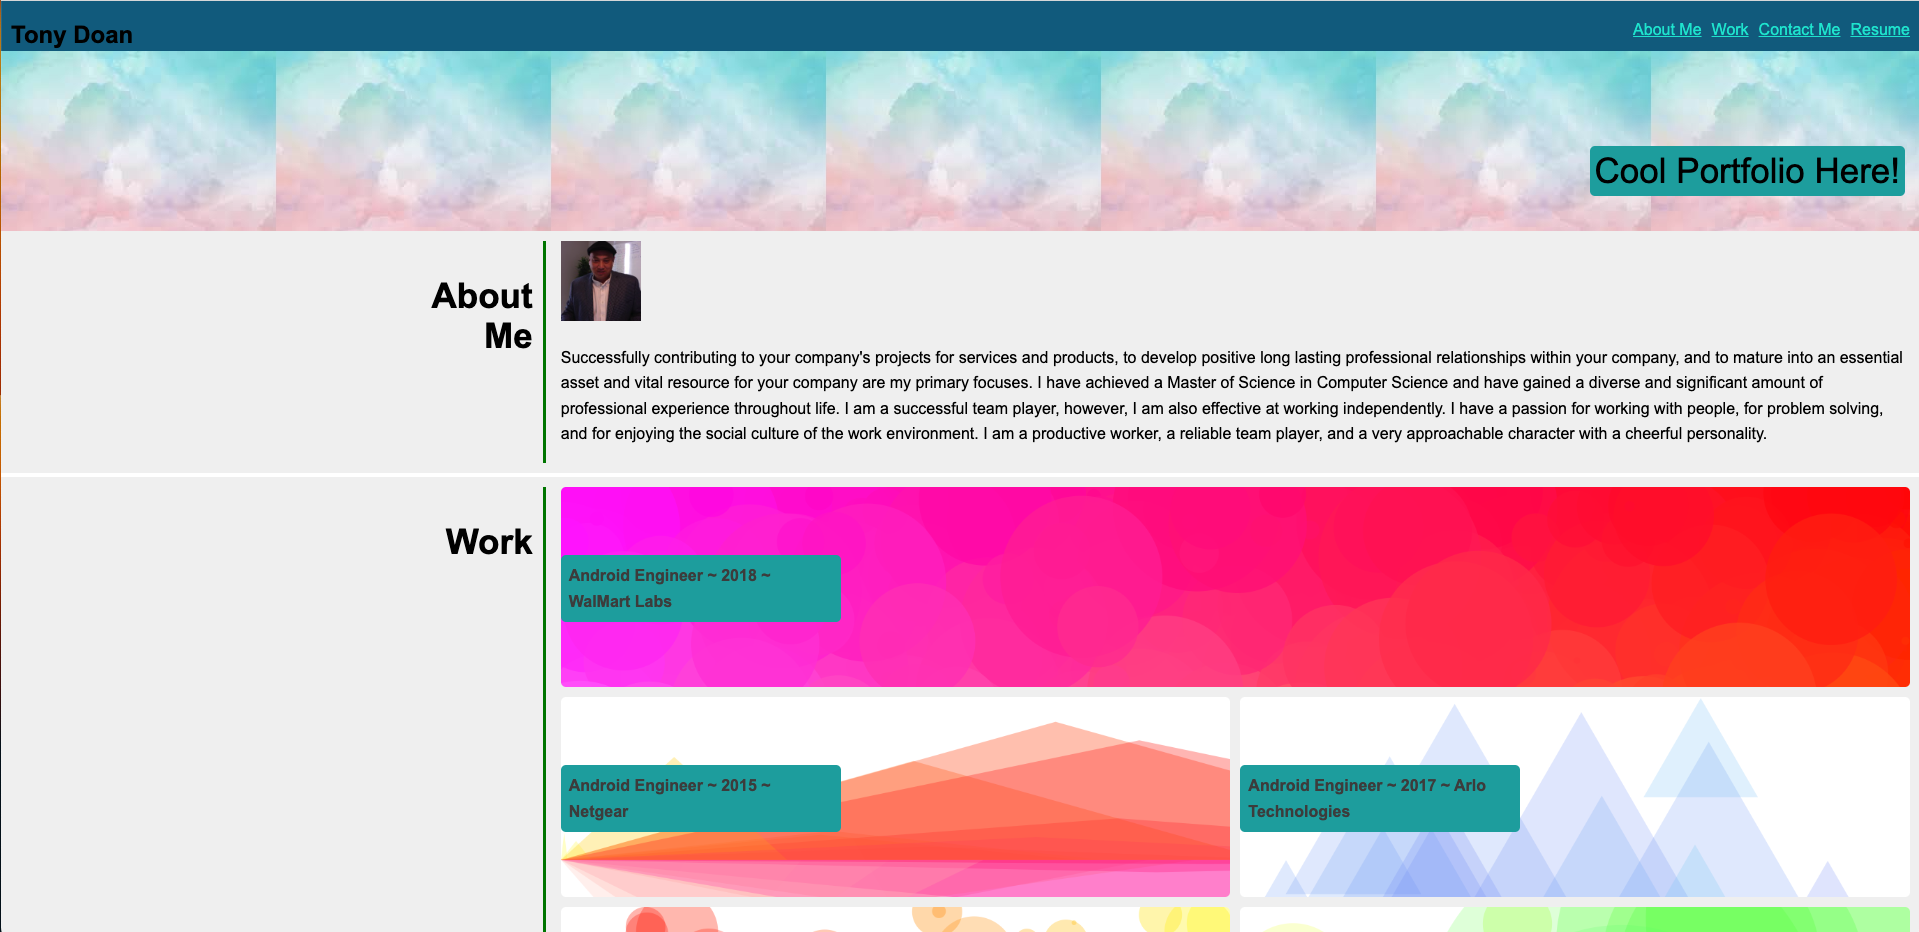 Tony Doan
About Me Work Contact Me Resume
Cool Portfolio Here!
About
Me
Successfully contributing to your company's projects for services and products, to develop positive long lasting professional relationships within your company, and to mature into an essential
asset and vital resource for your company are my primary focuses. I have achieved a Master of Science in Computer Science and have gained a diverse and significant amount of
professional experience throughout life. I am a successful team player, however, I am also effective at working independently. I have a passion for working with people, for problem solving,
and for enjoying the social culture of the work environment. I am a productive worker, a reliable team player, and a very approachable character with a cheerful personality.
Work
Android Engineer ~ 2018 ~
WalMart Labs
Android Engineer ~ 2015 ~
Netgear
Android Engineer ~ 2017 ~ Arlo
Technologies